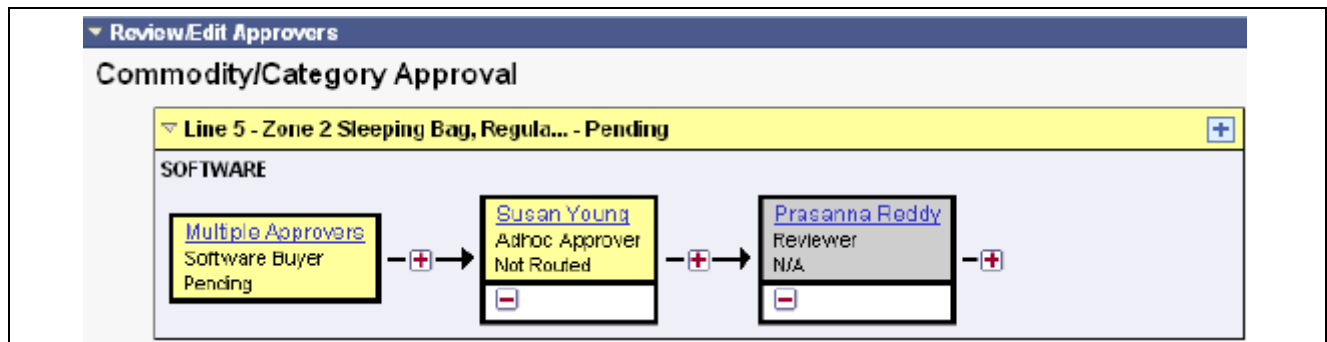 Review/Edit Approvers
Commodity/Category Approval
Line 5 - Zone 2 Sleeping Bag, Regula... - Pending
SOFTWARE
Multiple Approvers
Software Buyer
Pending
Susan Young
Adhoc Approver
Not Routed
Prasanna Reddy
Reviewer
N/A